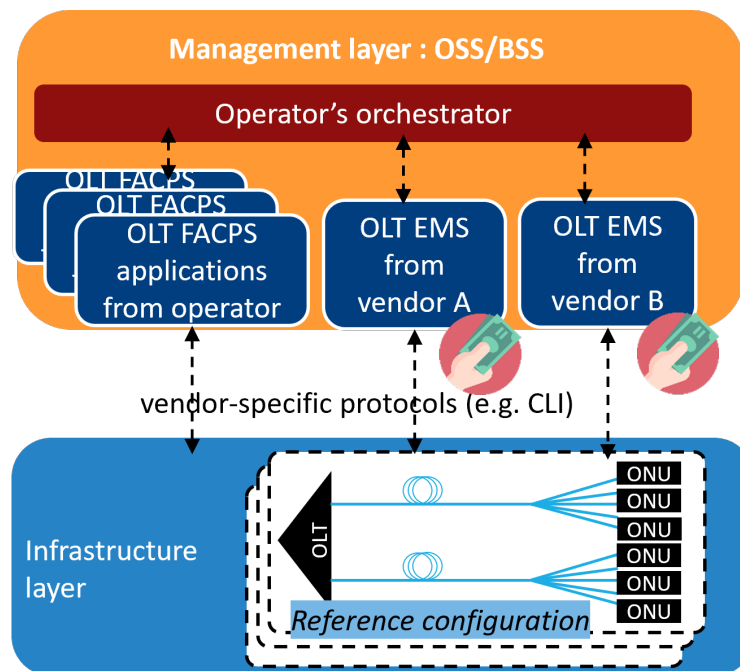 Management layer : OSS/BSS
Operator's orchestrator
OLT FACPS
OLT FACPS
OLT FACPS
applications
from operator
OLT EMS
from
vendor A
OLT EMS
from
vendor B
vendor-specific protocols (e.g. CLI)
Infrastructure
layer
OLT
ONU
ONU
ONU
ONU
ONU
ONU
Reference configuration